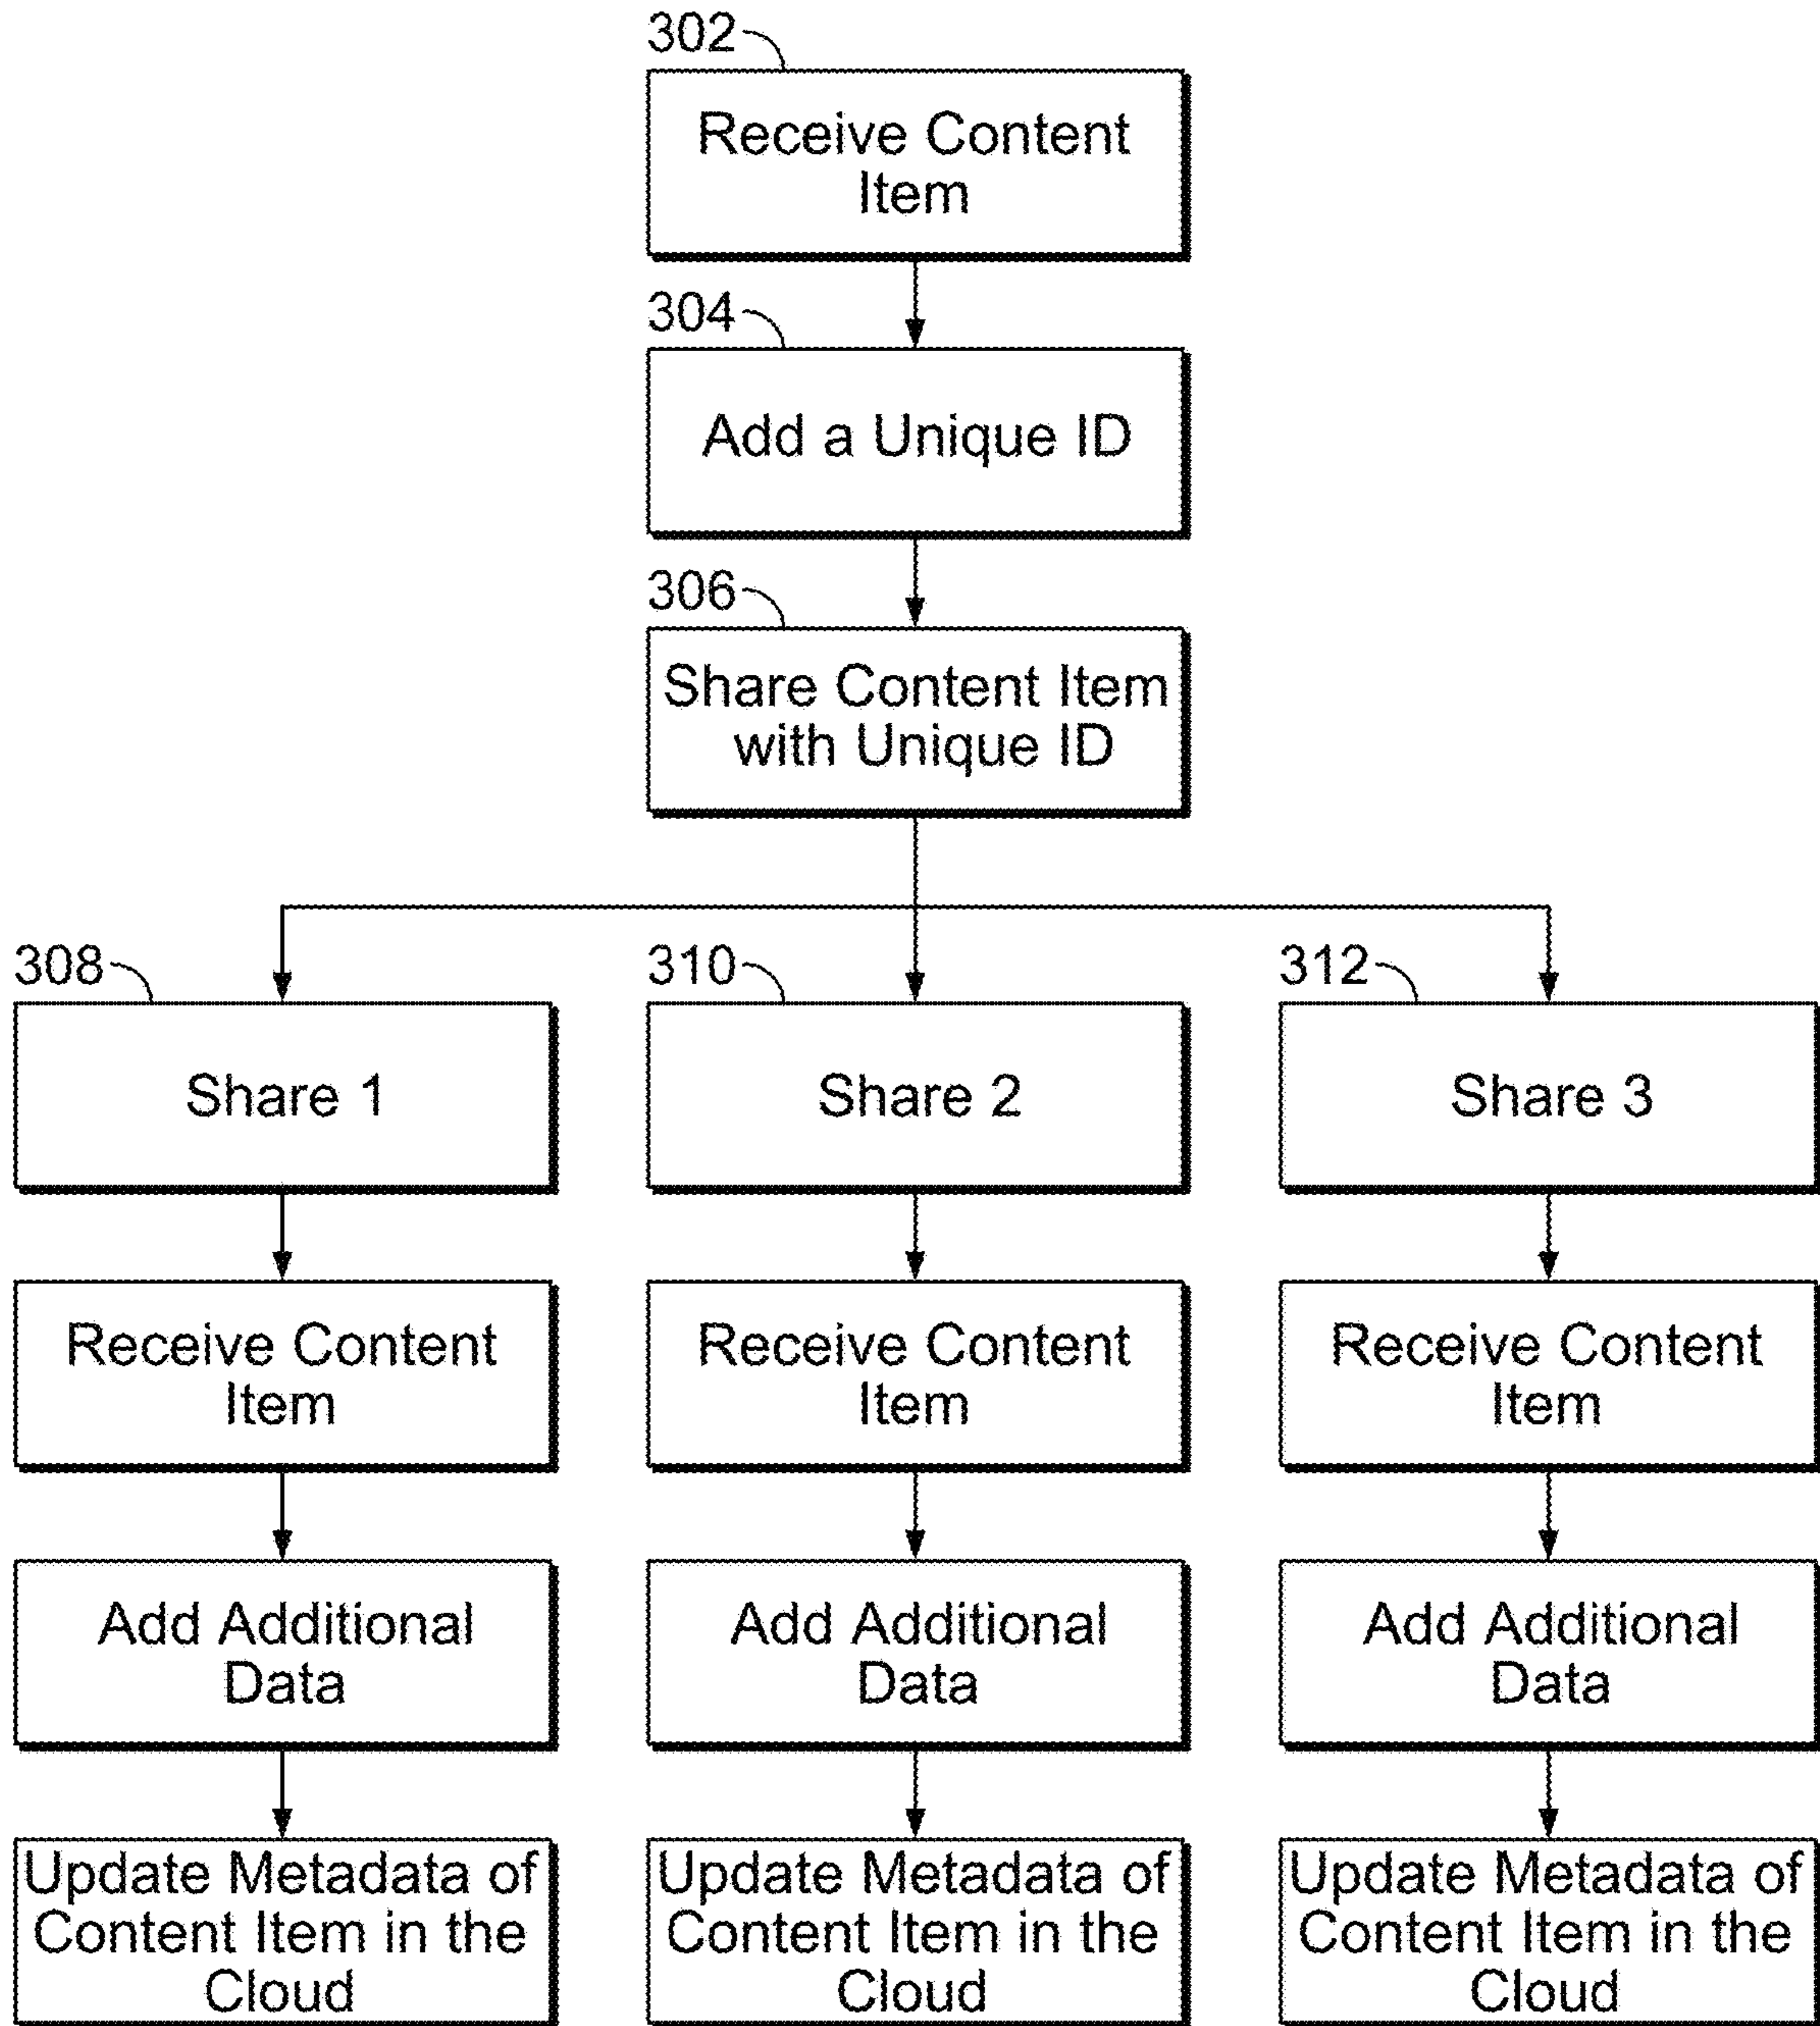 302
Receive Content
Item
304
Add a Unique ID
306
Share Content Item
with Unique ID
308
310
312
Share 1
Share 2
Share 3
Receive Content
Item
Receive Content
Item
Receive Content
Item
Add Additional
Data
Add Additional
Data
Add Additional
Data
Update Metadata of
Content Item in the
Cloud
Update Metadata of
Content Item in the
Cloud
Update Metadata of
Content Item in the
Cloud